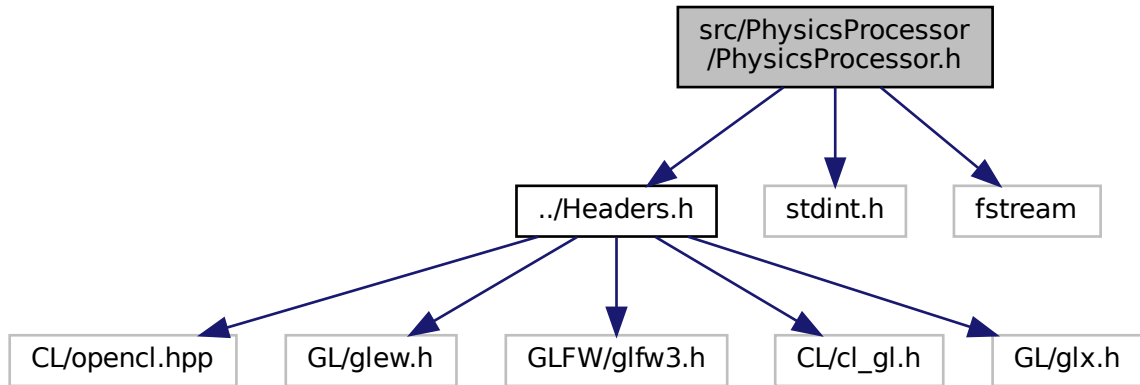 src/PhysicsProcessor
/PhysicsProcessor.h
../Headers.h
stdint.h
fstream
CL/opencl.hpp
GL/glew.h
GLFW/glfw3.h
CL/cl_gl.h
GL/glx.h